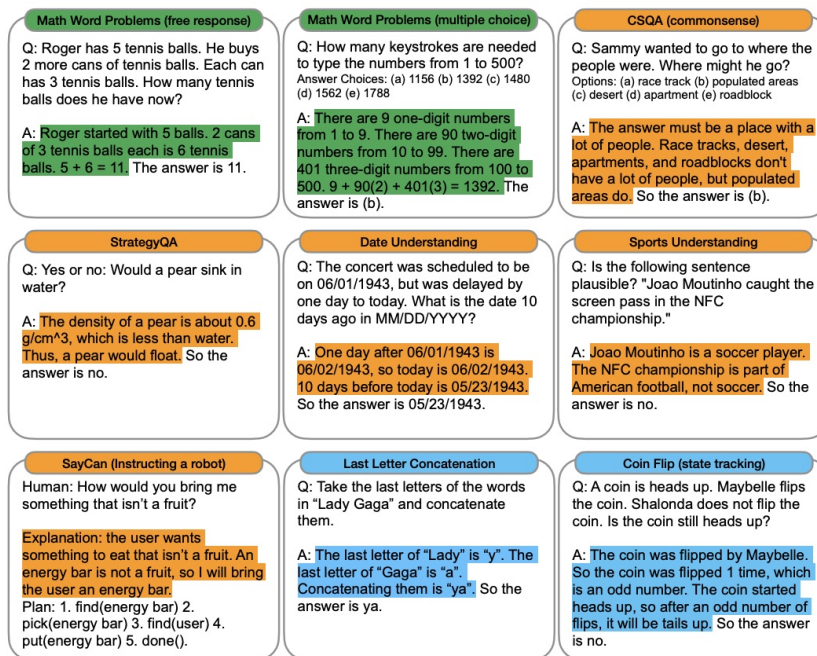 Math Word Problems (free response)
Q: Roger has 5 tennis balls. He buys
2 more cans of tennis balls. Each can
has 3 tennis balls. How many tennis
balls does he have now?
A: Roger started with 5 balls. 2 cans
of 3 tennis balls each is 6 tennis
balls. 5 + 6 = 11. The answer is 11.
Math Word Problems (multiple choice)
Q: How many keystrokes are needed
to type the numbers from 1 to 500?
Answer Choices: (a) 1156 (b) 1392 (c) 1480
(d) 1562 (e) 1788
A: There are 9 one-digit numbers
from 1 to 9. There are 90 two-digit
numbers from 10 to 99. There are
401 three-digit numbers from 100 to
500. 9 + 90(2) + 401(3) = 1392. The
answer is (b).
CSQA (commonsense)
Q: Sammy wanted to go to where the
people were. Where might he go?
Options: (a) race track (b) populated areas
(c) desert (d) apartment (e) roadblock
A: The answer must be a place with a
lot of people. Race tracks, desert,
apartments, and roadblocks don't
have a lot of people, but populated
areas do. So the answer is (b).
StrategyQA
Q: Yes or no: Would a pear sink in
water?
A: The density of a pear is about 0.6
g/cm^3, which is less than water.
Thus, a pear would float. So the
answer is no.
Date Understanding
Q: The concert was scheduled to be
on 06/01/1943, but was delayed by
one day to today. What is the date 10
days ago in MM/DD/YYYY?
A: One day after 06/01/1943 is
06/02/1943, so today is 06/02/1943.
10 days before today is 05/23/1943.
So the answer is 05/23/1943.
Sports Understanding
Q: Is the following sentence
plausible? "Joao Moutinho caught the
screen pass in the NFC
championship."
A: Joao Moutinho is a soccer player.
The NFC championship is part of
American football, not soccer. So the
answer is no.
SayCan (Instructing a robot)
Human: How would you bring me
something that isn’t a fruit?
Explanation: the user wants
something to eat that isn’t a fruit. An
energy bar is not a fruit, so I will bring
the user an energy bar.
Plan: 1. find(energy bar) 2.
pick(energy bar) 3. find(user) 4.
put(energy bar) 5. done().
Last Letter Concatenation
Q: Take the last letters of the words
in “Lady Gaga” and concatenate
them.
A: The last letter of “Lady” is “y”. The
last letter of “Gaga” is “a”.
Concatenating them is “ya”. So the
answer is ya.
Coin Flip (state tracking)
Q: A coin is heads up. Maybelle flips
the coin. Shalonda does not flip the
coin. Is the coin still heads up?
A: The coin was flipped by Maybelle.
So the coin was flipped 1 time, which
is an odd number. The coin started
heads up, so after an odd number of
flips, it will be tails up. So the answer
is no.